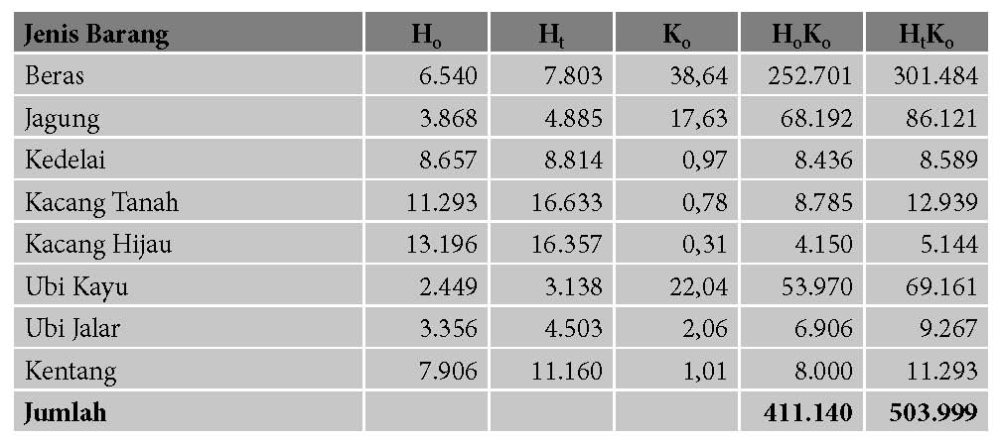 Jenis Barang Ho Ht Ko HoKo HtKo
Beras 6.540 7.803 38,64 252.701 301.484
Jagung 3.868 4.885 17,63 68.192 86.121
Kedelai 8.657 8.814 0,97 8.436 8.589
Kacang Tanah 11.293 16.633 0,78 8.785 12.939
Kacang Hijau 13.196 16.357 0,31 4.150 5.144
Ubi Kayu 2.449 3.138 22,04 53.970 69.161
Ubi Jalar 3.356 4.503 2,06 6.906 9.267
Kentang 7.906 11.160 1,01 8.000 11.293
Jumlah 411.140 503.999